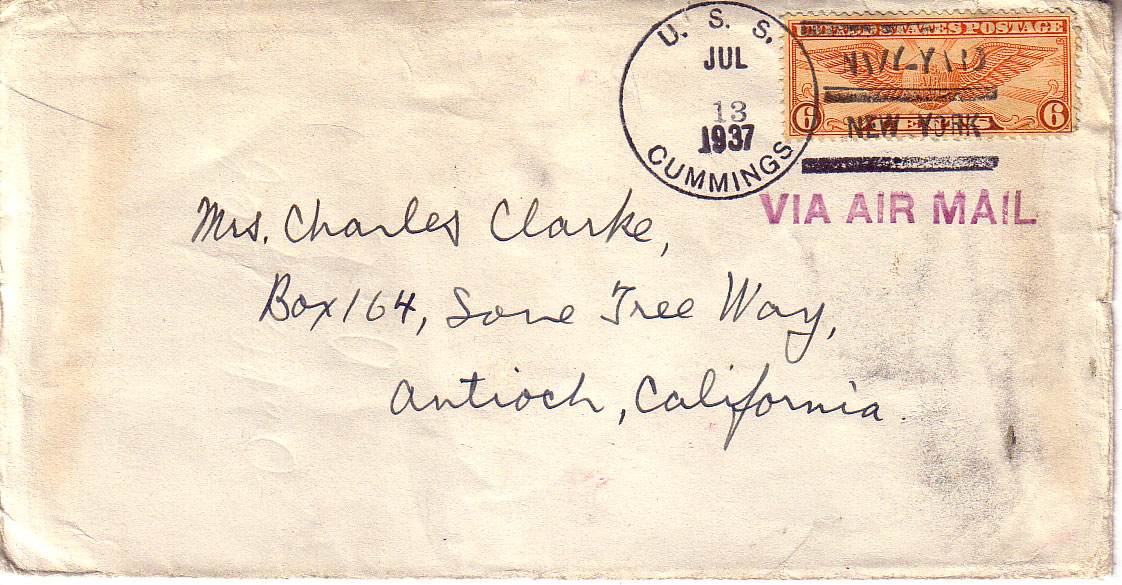 U. S. S.
JUL
13
1937
CUMMINGS
UNITED STATES POSTAGE
NAVY-YARD
6 6
NEW YORK
VIA AIR MAIL
Mrs. Charles Clarke,
Box 164, Lone Tree Way,
Antioch, California.